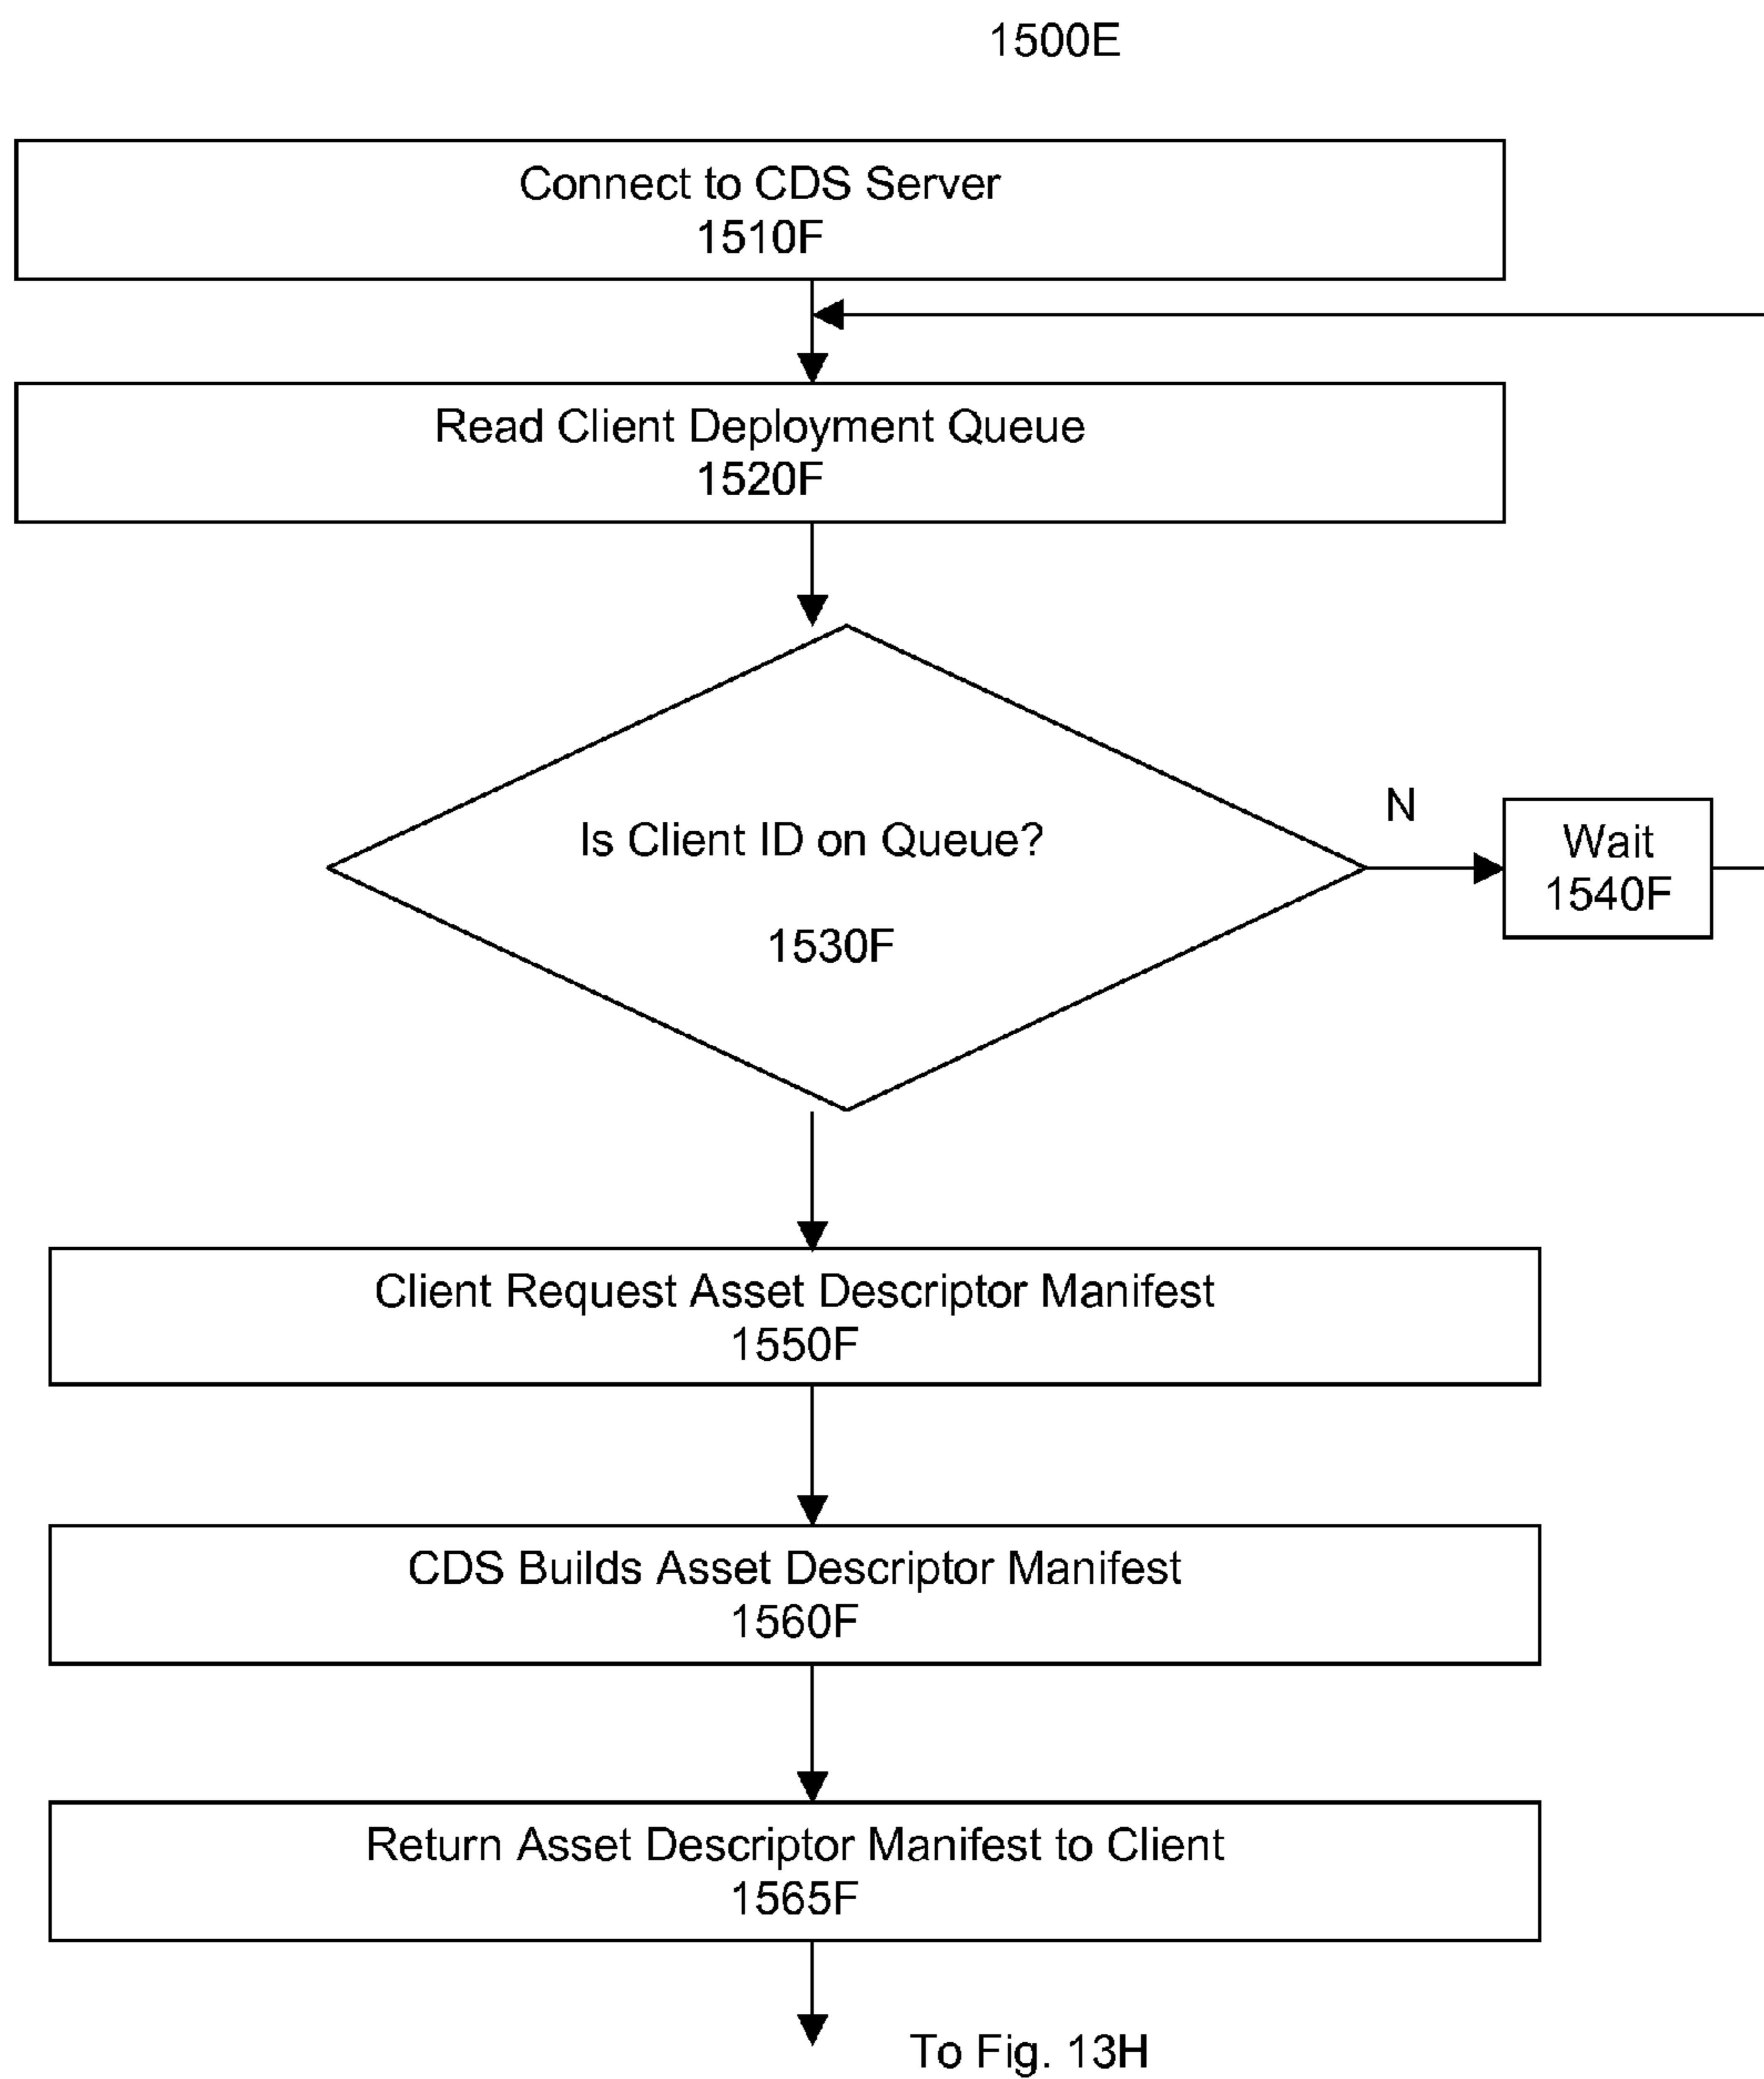 1500E
Connect to CDS Server
1510F
Read Client Deployment Queue
1520F
Is Client ID on Queue?
1530F
N
Wait
1540F
Client Request Asset Descriptor Manifest
1550F
CDS Builds Asset Descriptor Manifest
1560F
Return Asset Descriptor Manifest to Client
1565F
To Fig. 13H